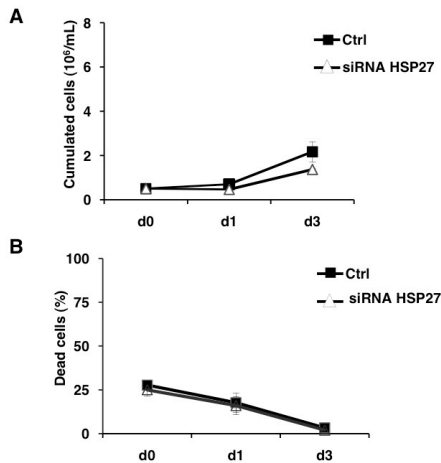 A
Cumulated cells (10⁶/mL)
8
6
4
2
0
d0 d1 d3
Ctrl
siRNA HSP27
B
Dead cells (%)
100
75
50
25
0
d0 d1 d3
Ctrl
siRNA HSP27